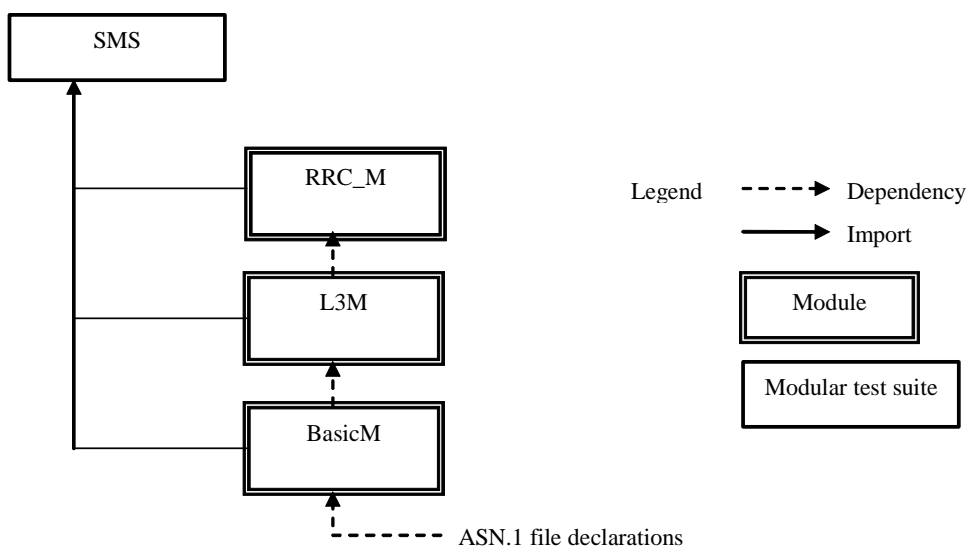 SMS
RRC_M
Legend
Dependency
Import
L3M
Module
Modular test suite
BasicM
ASN.1 file declarations